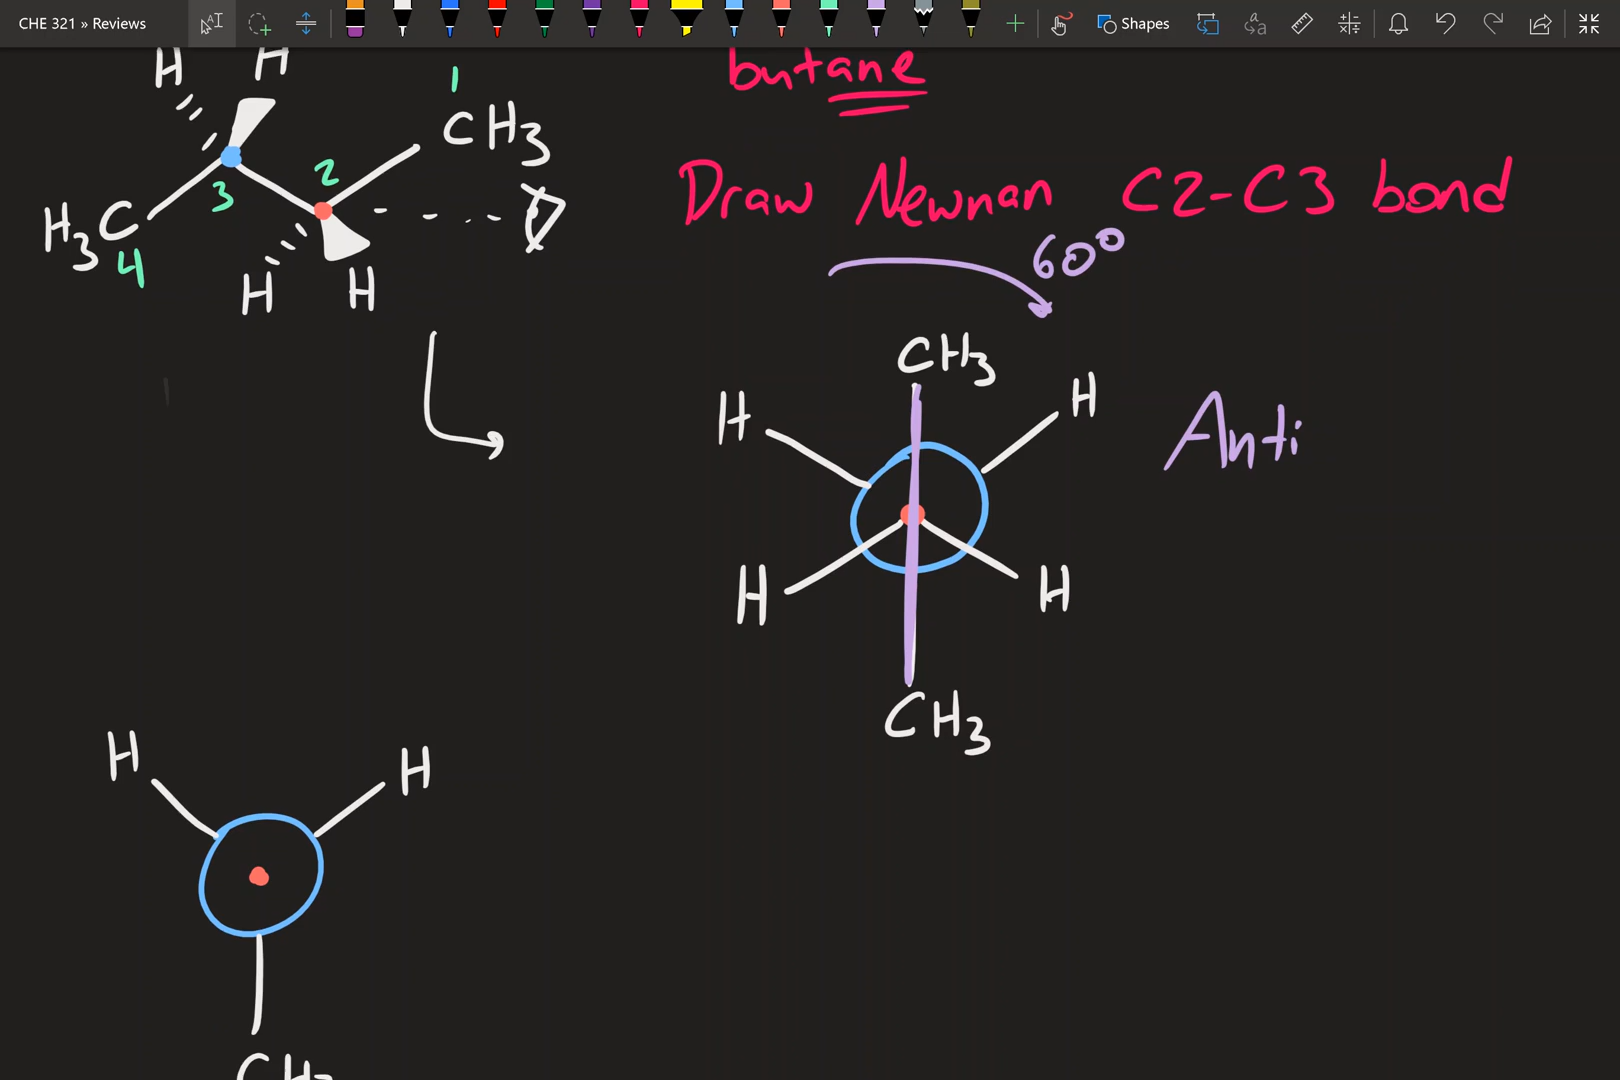 CHE 321 » Reviews
Shapes
butane
H H
1
CH3
2
3
H3C
4
H H
Draw Newnan C2-C3 bond
60°
CH3
H H
Anti
H H
CH3
H H
CH3